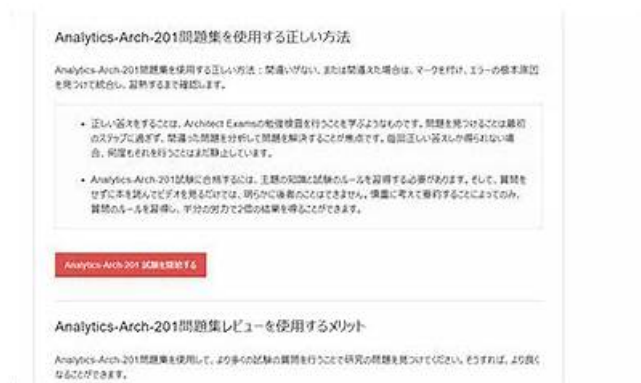 Analytics-Arch-201問題集を使用する正しい方法
Analytics-Arch-201問題集を使用する正しい方法：間違いがない、または間違えた場合は、マークを付け、エラーの根本原因
を見つけて統合し、習熟するまで確認します。
正しい答えをすることは、Architect Examsの勉強検査を行うことを学ぶようなものです。問題を見つけることは最初
のステップに過ぎず、間違った問題を分析して問題を解決することが焦点です。毎回正しい答えしか得られない場
合、何度もそれを行うことはまだ静止しています。
Analytics-Arch-201試験に合格するには、主題の知識と試験のルールを習得する必要があります。そして、質問を
せずに本を読んでビデオを見るだけでは、明らかに後者のことはできません。慎重に考えて要約することによってのみ、
質問のルールを習得し、半分の労力で2倍の結果を得ることができます。
Analytics-Arch-201 試験を開始する
Analytics-Arch-201問題集レビューを使用するメリット
Analytics-Arch-201問題集を使用して、より多くの試験の質問を行うことで研究の問題を見つけてください。そうすれば、より良く
なることができます。